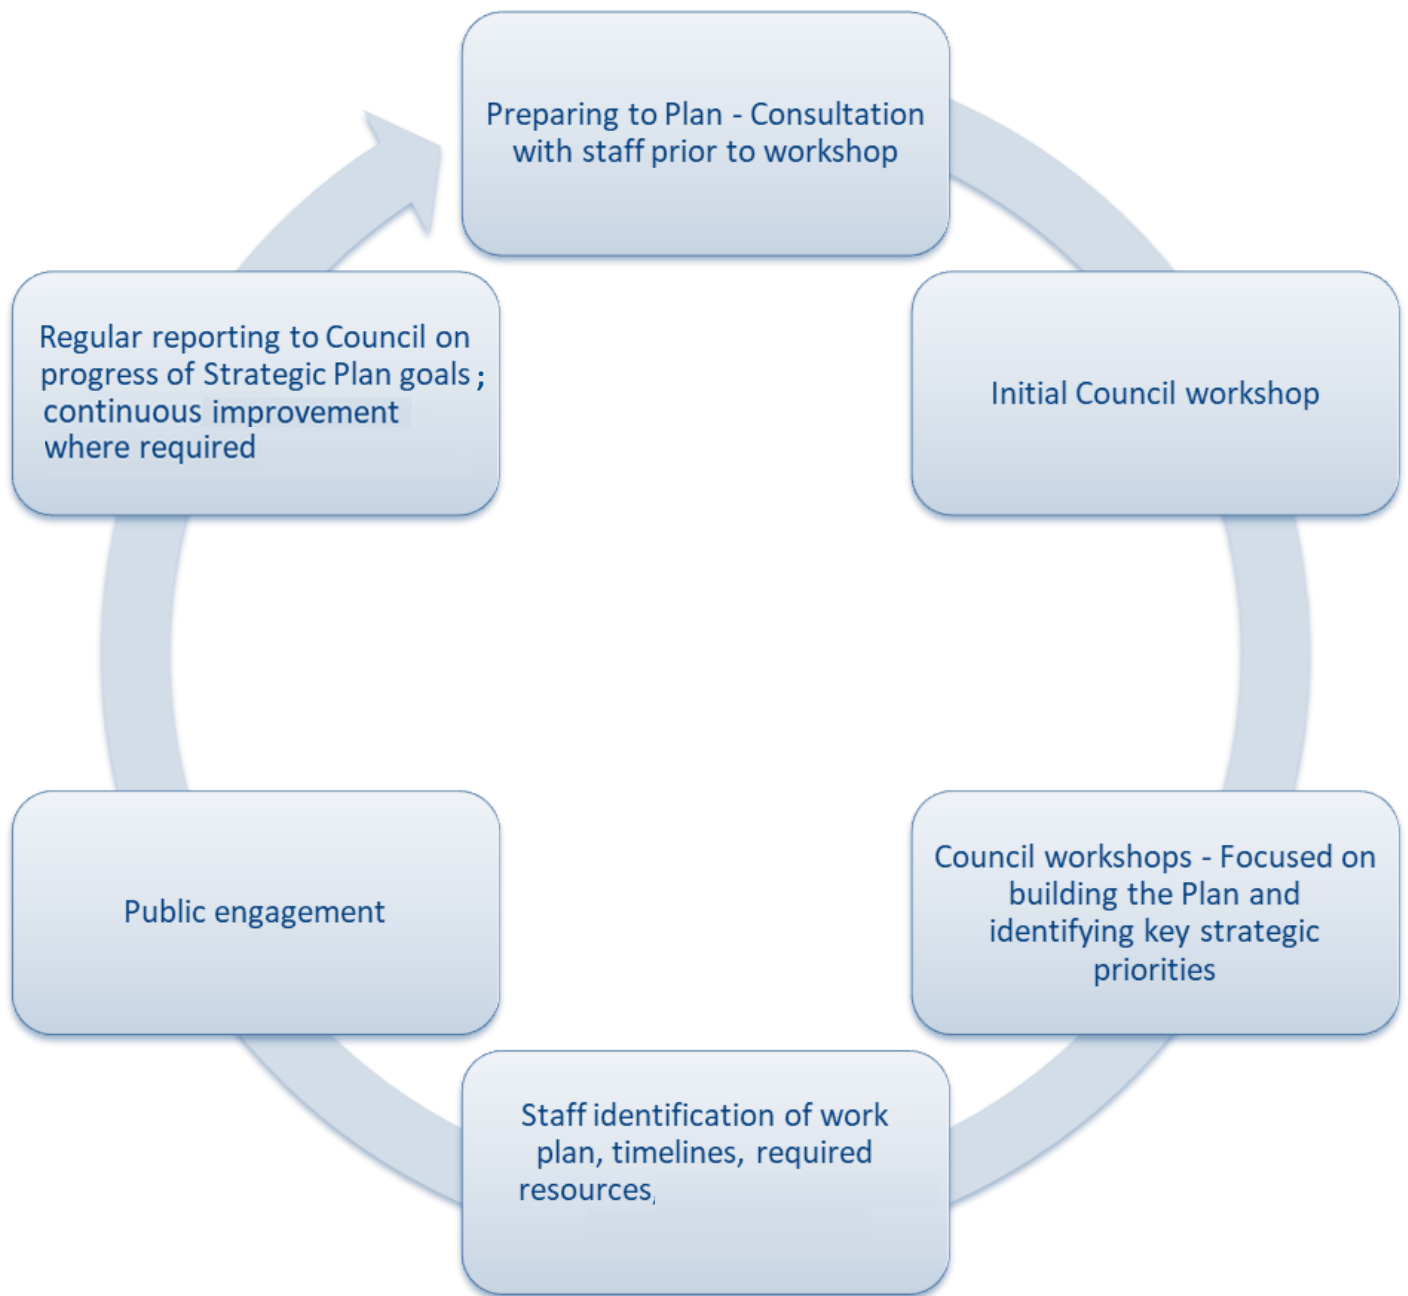 Preparing to Plan - Consultation
with staff prior to workshop
Initial Council workshop
Council workshops - Focused on
building the Plan and
identifying key strategic
priorities
Staff identification of work
plan, timelines, required
resources,
Public engagement
Regular reporting to Council on
progress of Strategic Plan goals ;
continuous improvement
where required